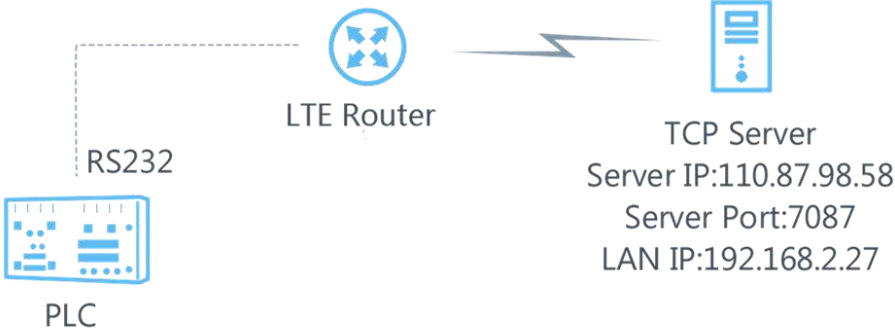 LTE Router
RS232
PLC
TCP Server
Server IP:110.87.98.58
Server Port:7087
LAN IP:192.168.2.27